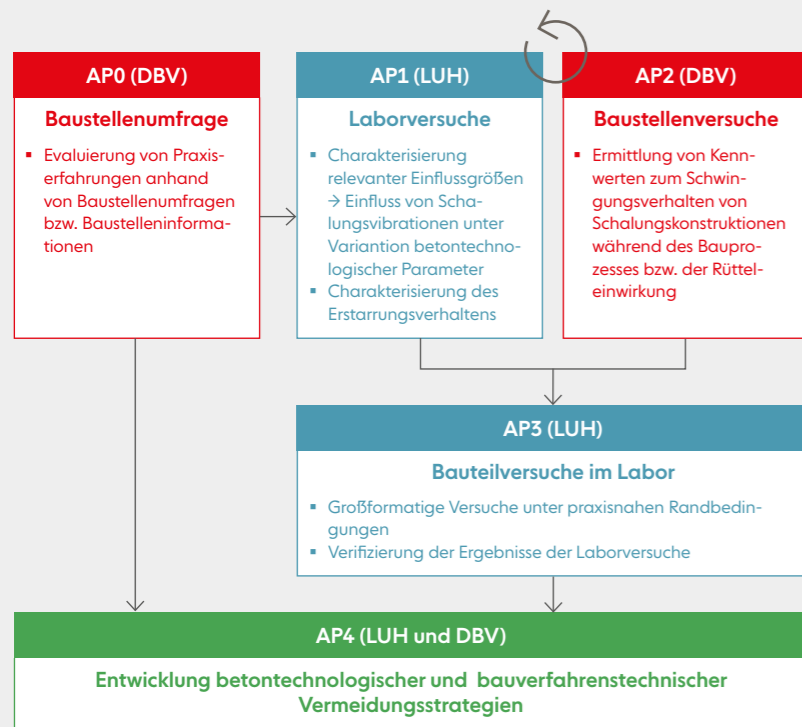 AP0 (DBV)
Baustellenumfrage
▪ Evaluierung von Praxis-
erfahrungen anhand
von Baustellenumfragen
bzw. Baustelleninforma-
tionen
AP1 (LUH)
Laborversuche
▪ Charakterisierung
relevanter Einflussgrößen
→ Einfluss von Scha-
lungsvibrationen unter
Variantion betontechno-
logischer Parameter
▪ Charakterisierung des
Erstarrungsverhaltens
AP2 (DBV)
Baustellenversuche
▪ Ermittlung von Kenn-
werten zum Schwin-
gungsverhalten von
Schalungskonstruktionen
während des Baupro-
zesses bzw. der Rüttel-
einwirkung
AP3 (LUH)
Bauteilversuche im Labor
▪ Großformatige Versuche unter praxisnahen Randbedin-
gungen
▪ Verifizierung der Ergebnisse der Laborversuche
AP4 (LUH und DBV)
Entwicklung betontechnologischer und bauverfahrenstechnischer
Vermeidungsstrategien